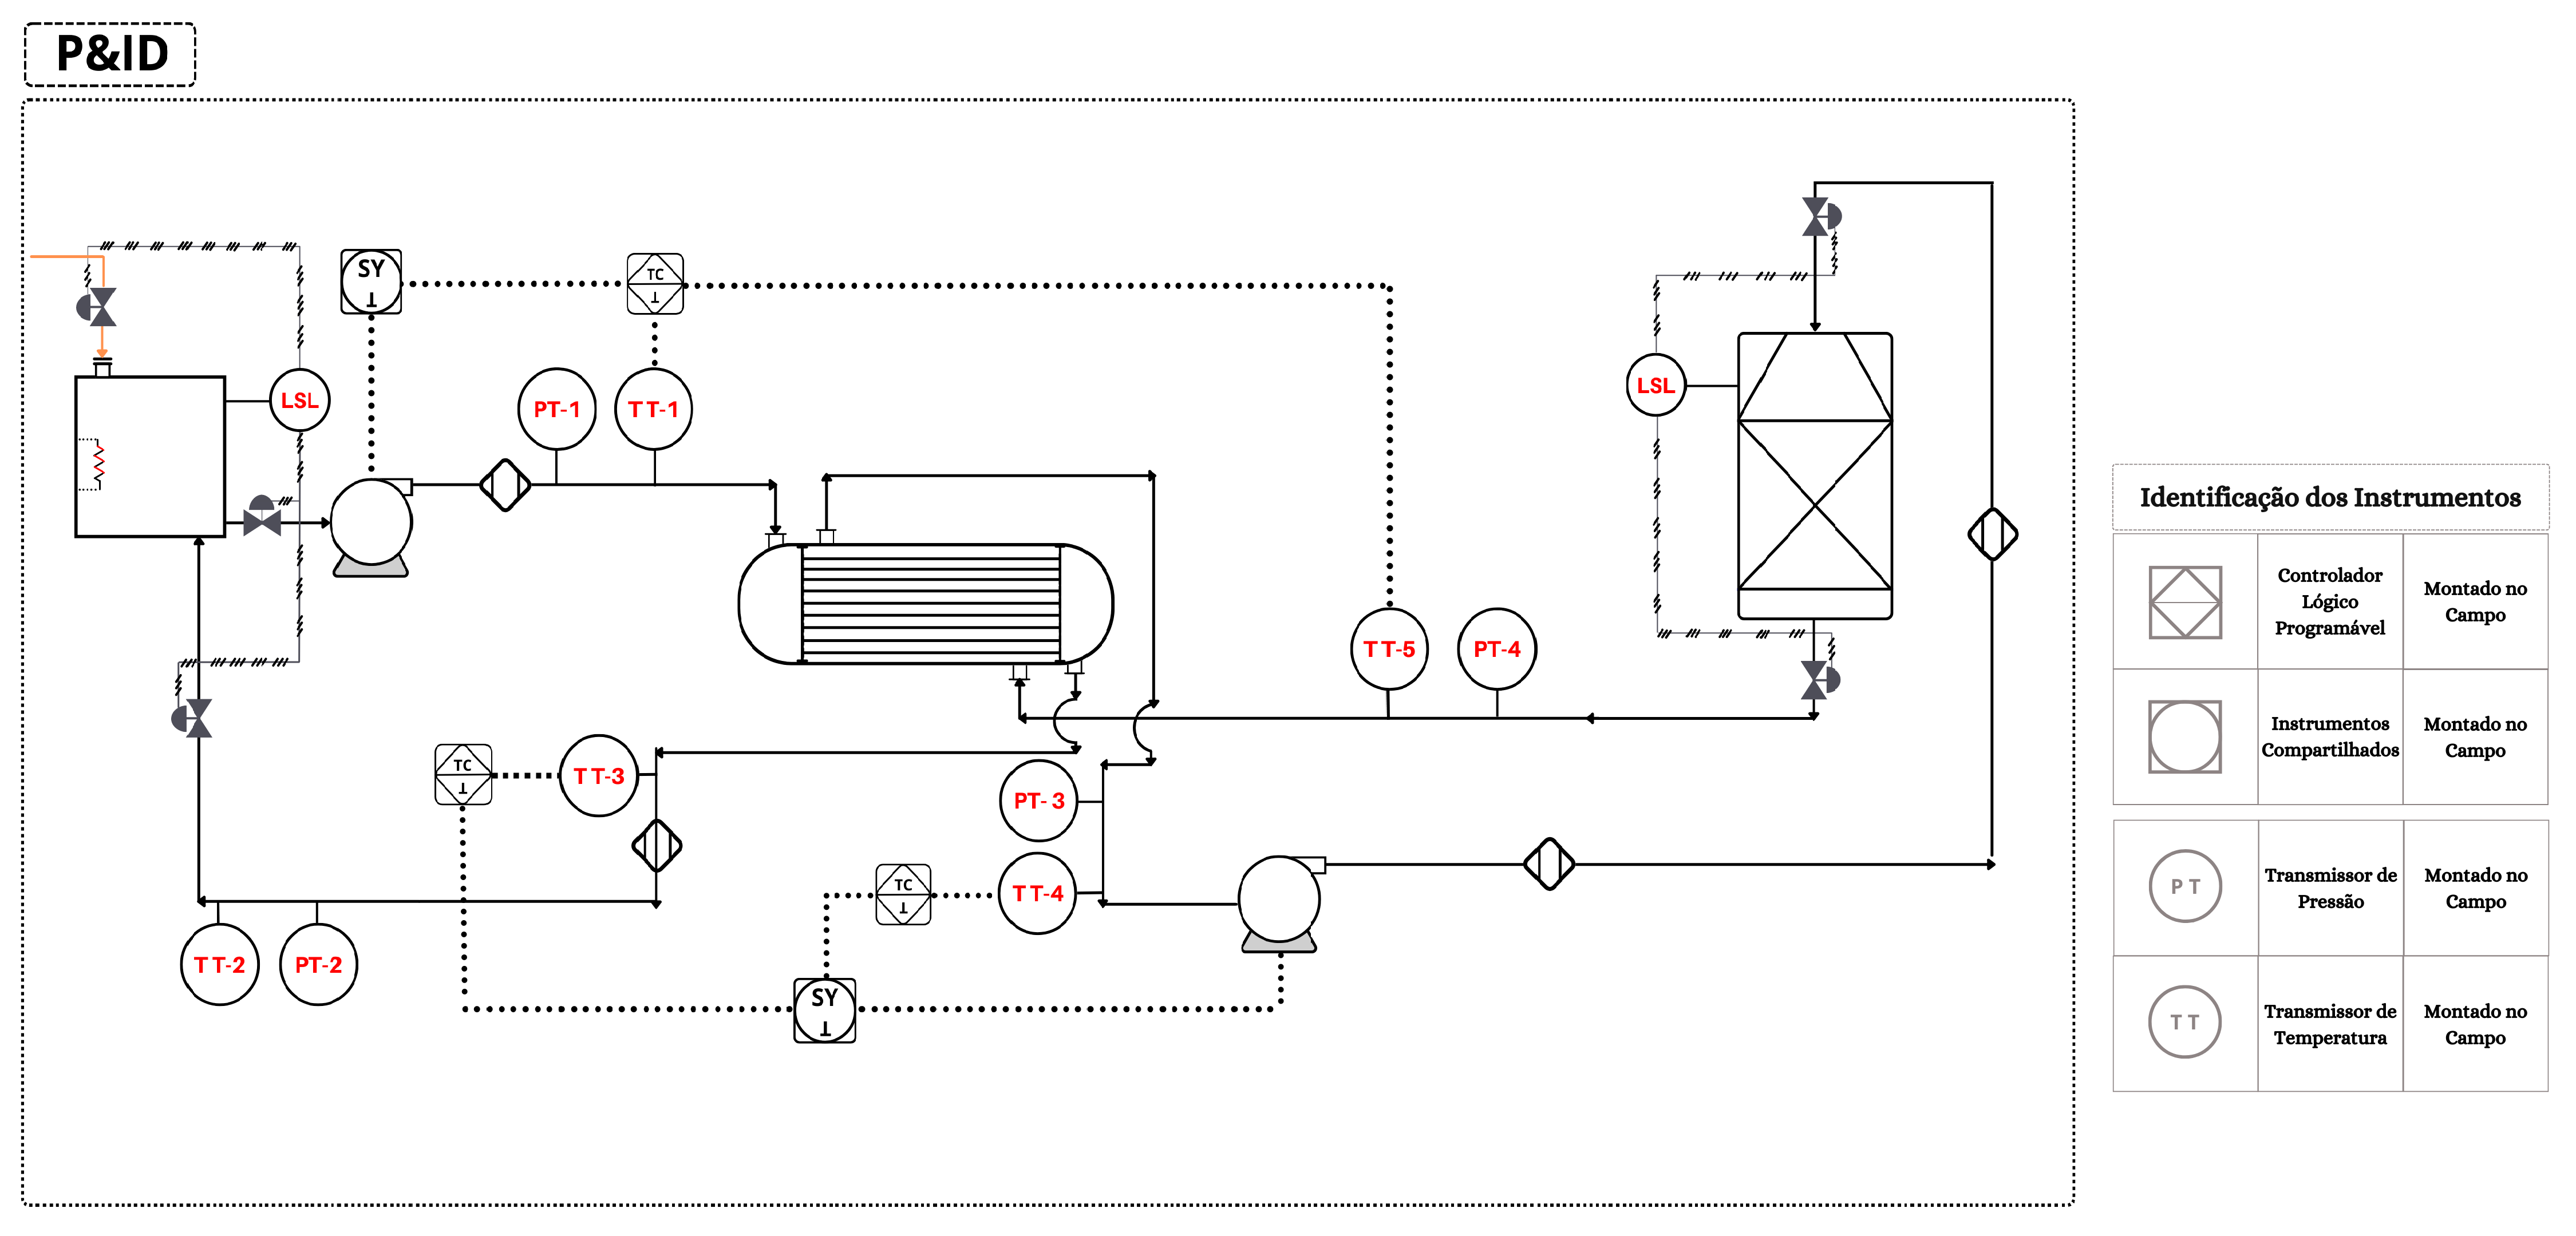 P&ID
SY
TC
PT-1
TT-1
LSL
LSL
TT-5
PT-4
TC
TT-3
PT-3
TC
TT-4
TT-2
PT-2
SY
Identificação dos Instrumentos
Controlador
Lógico
Programável
Montado no
Campo
Instrumentos
Compartilhados
Montado no
Campo
PT
Transmissor de
Pressão
Montado no
Campo
TT
Transmissor de
Temperatura
Montado no
Campo